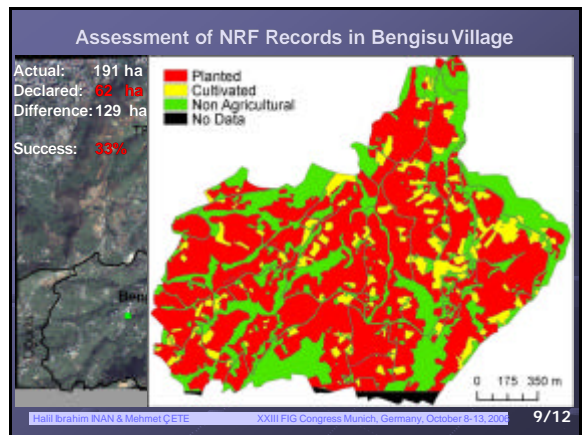 Assessment of NRF Records in Bengisu Village
Actual: 191 ha
Declared: 62 ha
Difference: 129 ha
Success: 33%
Planted
Cultivated
Non Agricultural
No Data
Beng
0 175 350 m
Halil Ibrahim INAN & Mehmet ÇETE XXIII FIG Congress Munich, Germany, October 8-13, 2006 9/12